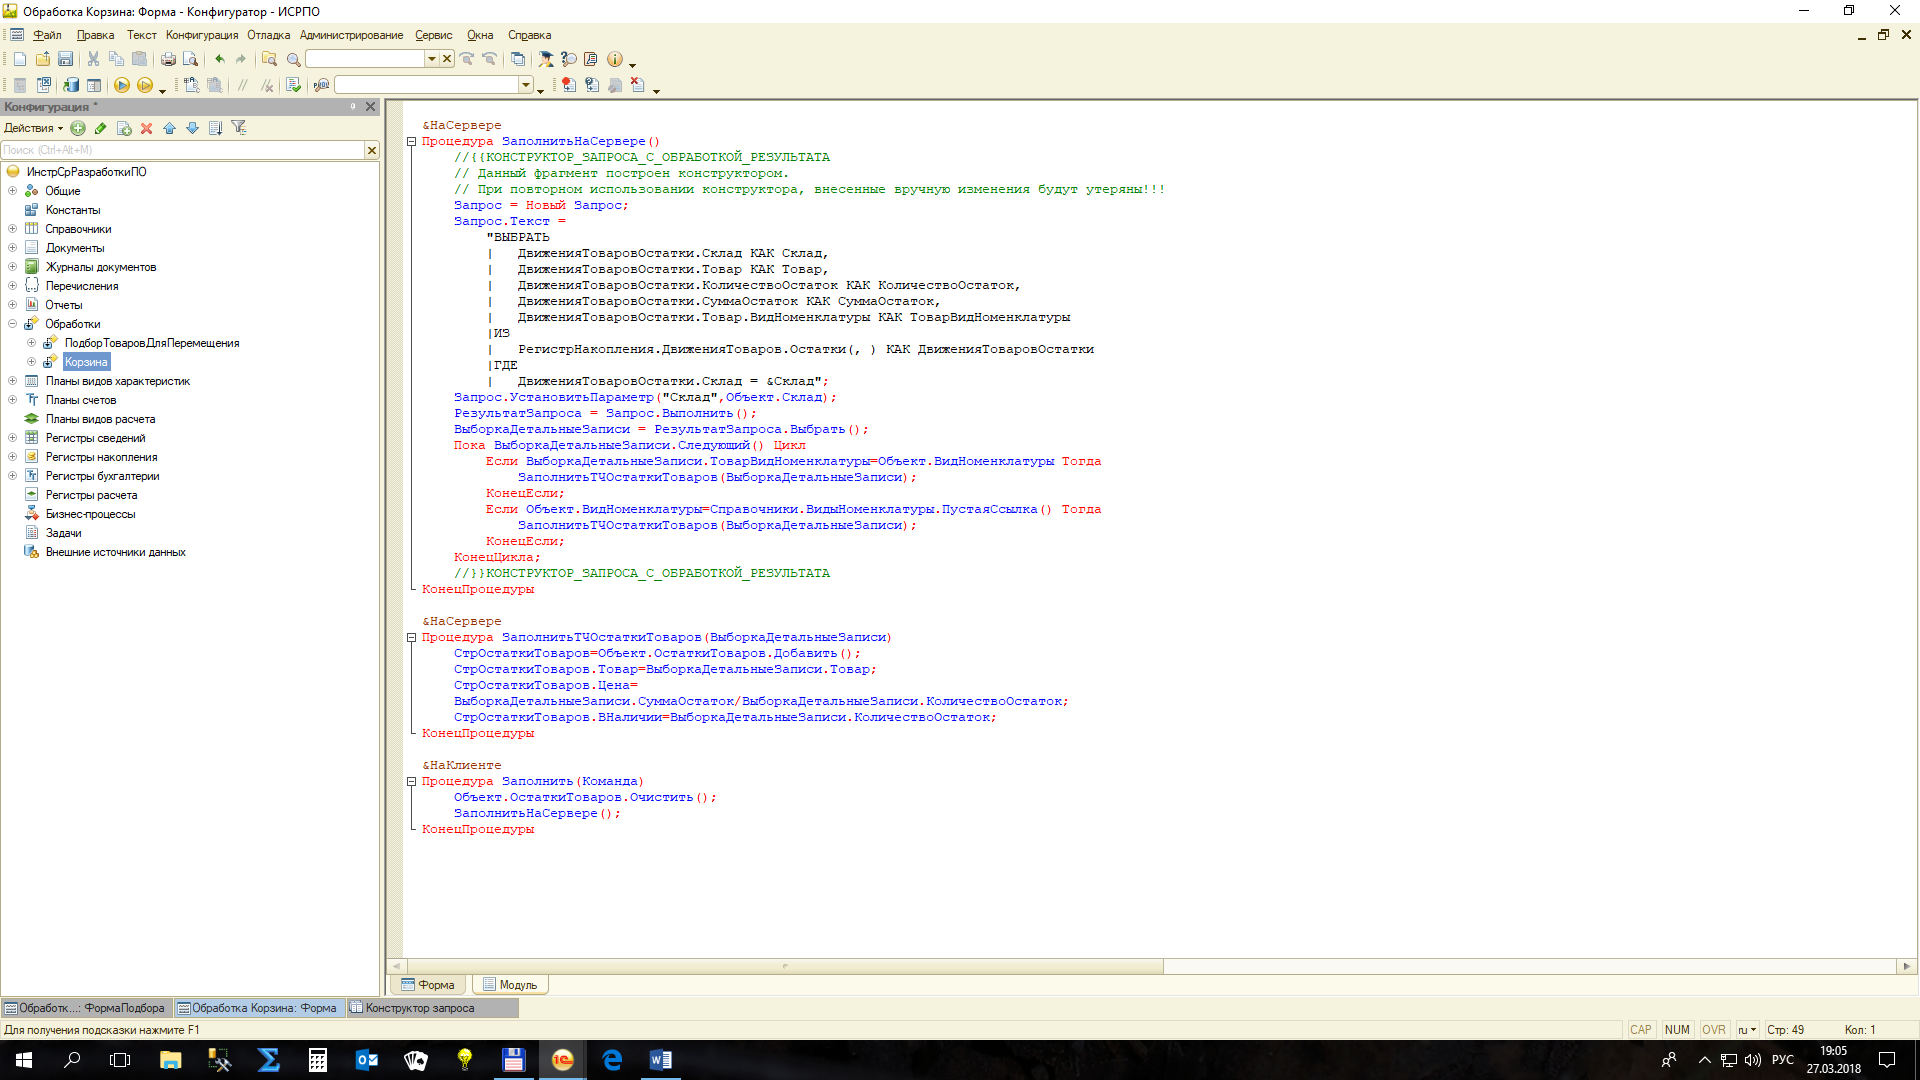 Обработка Корзина: Форма - Конфигуратор - ИСРПО
Файл Правка Текст Конфигурация Отладка Администрирование Сервис Окна Справка
Конфигурация *
Действия
Поиск (Ctrl+Alt+M)
ИнстрСрРазработкиПО
Общие
Константы
Справочники
Документы
Журналы документов
Перечисления
Отчеты
Обработки
ПодборТоваровДляПеремещения
Корзина
Планы видов характеристик
Планы счетов
Планы видов расчета
Регистры сведений
Регистры накопления
Регистры бухгалтерии
Регистры расчета
Бизнес-процессы
Задачи
Внешние источники данных
&НаСервере
Процедура ЗаполнитьНаСервере()
//{{КОНСТРУКТОР_ЗАПРОСА_С_ОБРАБОТКОЙ_РЕЗУЛЬТАТА
// Данный фрагмент построен конструктором.
// При повторном использовании конструктора, внесенные вручную изменения будут утеряны!!!
Запрос = Новый Запрос;
Запрос.Текст =
"ВЫБРАТЬ
| ДвиженияТоваровОстатки.Склад КАК Склад,
| ДвиженияТоваровОстатки.Товар КАК Товар,
| ДвиженияТоваровОстатки.КоличествоОстаток КАК КоличествоОстаток,
| ДвиженияТоваровОстатки.СуммаОстаток КАК СуммаОстаток,
| ДвиженияТоваровОстатки.Товар.ВидНоменклатуры КАК ТоварВидНоменклатуры
|ИЗ
| РегистрНакопления.ДвиженияТоваров.Остатки(, ) КАК ДвиженияТоваровОстатки
|ГДЕ
| ДвиженияТоваровОстатки.Склад = &Склад";
Запрос.УстановитьПараметр("Склад",Объект.Склад);
РезультатЗапроса = Запрос.Выполнить();
ВыборкаДетальныеЗаписи = РезультатЗапроса.Выбрать();
Пока ВыборкаДетальныеЗаписи.Следующий() Цикл
Если ВыборкаДетальныеЗаписи.ТоварВидНоменклатуры=Объект.ВидНоменклатуры Тогда
ЗаполнитьТЧОстаткиТоваров(ВыборкаДетальныеЗаписи);
КонецЕсли;
Если Объект.ВидНоменклатуры=Справочники.ВидыНоменклатуры.ПустаяСсылка() Тогда
ЗаполнитьТЧОстаткиТоваров(ВыборкаДетальныеЗаписи);
КонецЕсли;
КонецЦикла;
//}}КОНСТРУКТОР_ЗАПРОСА_С_ОБРАБОТКОЙ_РЕЗУЛЬТАТА
КонецПроцедуры
&НаСервере
Процедура ЗаполнитьТЧОстаткиТоваров(ВыборкаДетальныеЗаписи)
СтрОстаткиТоваров=Объект.ОстаткиТоваров.Добавить();
СтрОстаткиТоваров.Товар=ВыборкаДетальныеЗаписи.Товар;
СтрОстаткиТоваров.Цена=
ВыборкаДетальныеЗаписи.СуммаОстаток/ВыборкаДетальныеЗаписи.КоличествоОстаток;
СтрОстаткиТоваров.ВНаличии=ВыборкаДетальныеЗаписи.КоличествоОстаток;
КонецПроцедуры
&НаКлиенте
Процедура Заполнить(Команда)
Объект.ОстаткиТоваров.Очистить();
ЗаполнитьНаСервере();
КонецПроцедуры
Форма Модуль
Обработк...: ФормаПодбора Обработка Корзина: Форма Конструктор запроса
Для получения подсказки нажмите F1 CAP NUM OVR ru Стр: 49 Кол: 1
РУС 19:05
27.03.2018